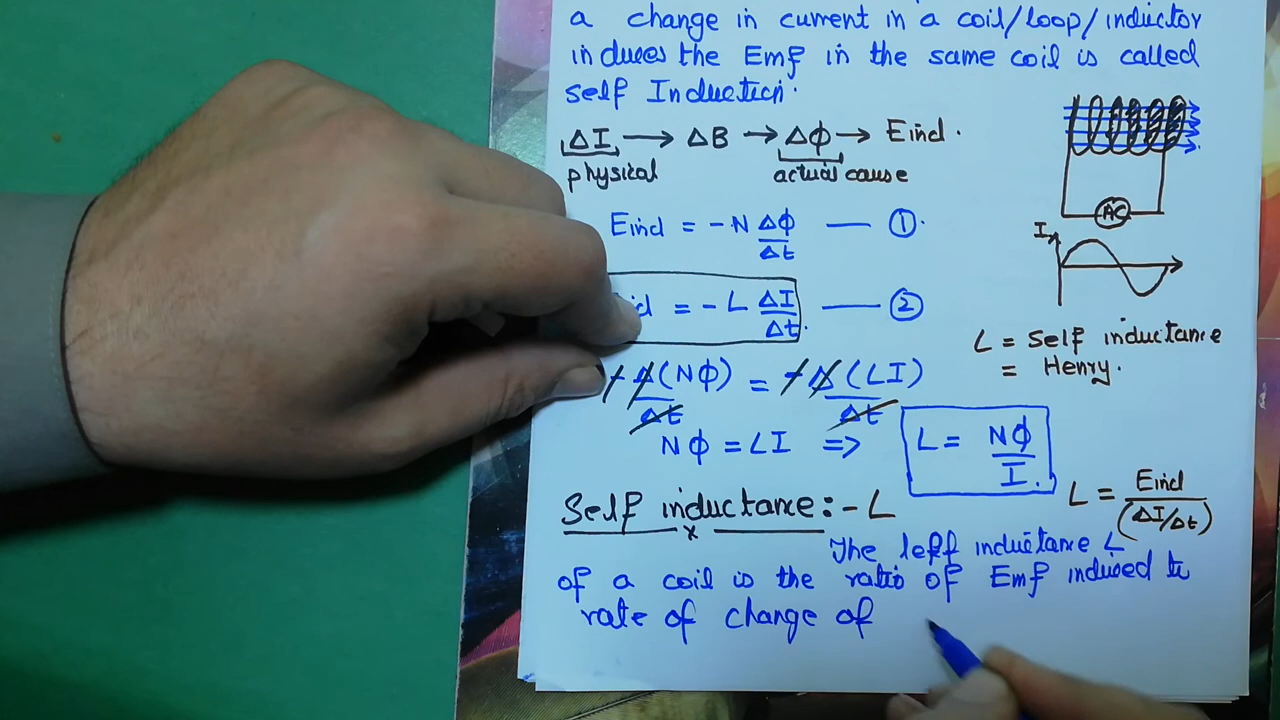 a change in current in a coil/loop/inductor
induces the Emf in the same coil is called
self Induction.
ΔI → ΔB → Δϕ → Eind.
physical actual cause
Eind = -N Δϕ/Δt — ①.
= -L ΔI/Δt. — ②
-Δ(Nϕ)/Δt = -Δ(LI)/Δt
Nϕ = LI => L = Nϕ/I.
AC
I
L = Self inductance
= Henry.
Self inductance:- L
L = Eind/(ΔI/Δt)
The leff inductance L
of a coil is the ratio of Emf induced to
rate of change of